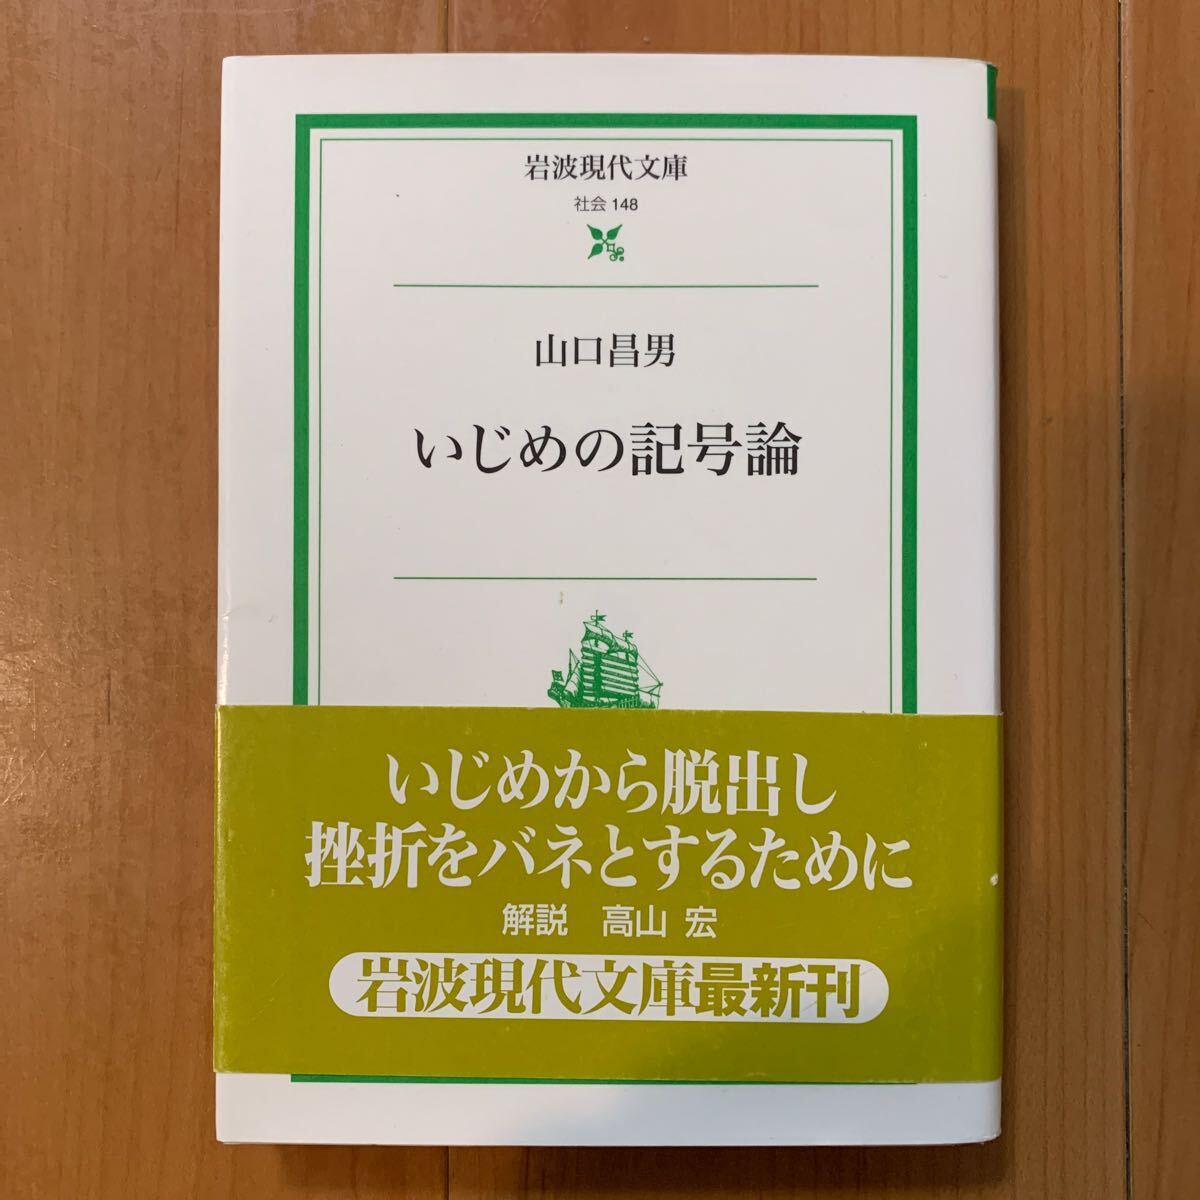 岩波現代文庫
社会 148
山口昌男
いじめの記号論
いじめから脱出し
挫折をバネとするために
解説 高山 宏
岩波現代文庫最新刊